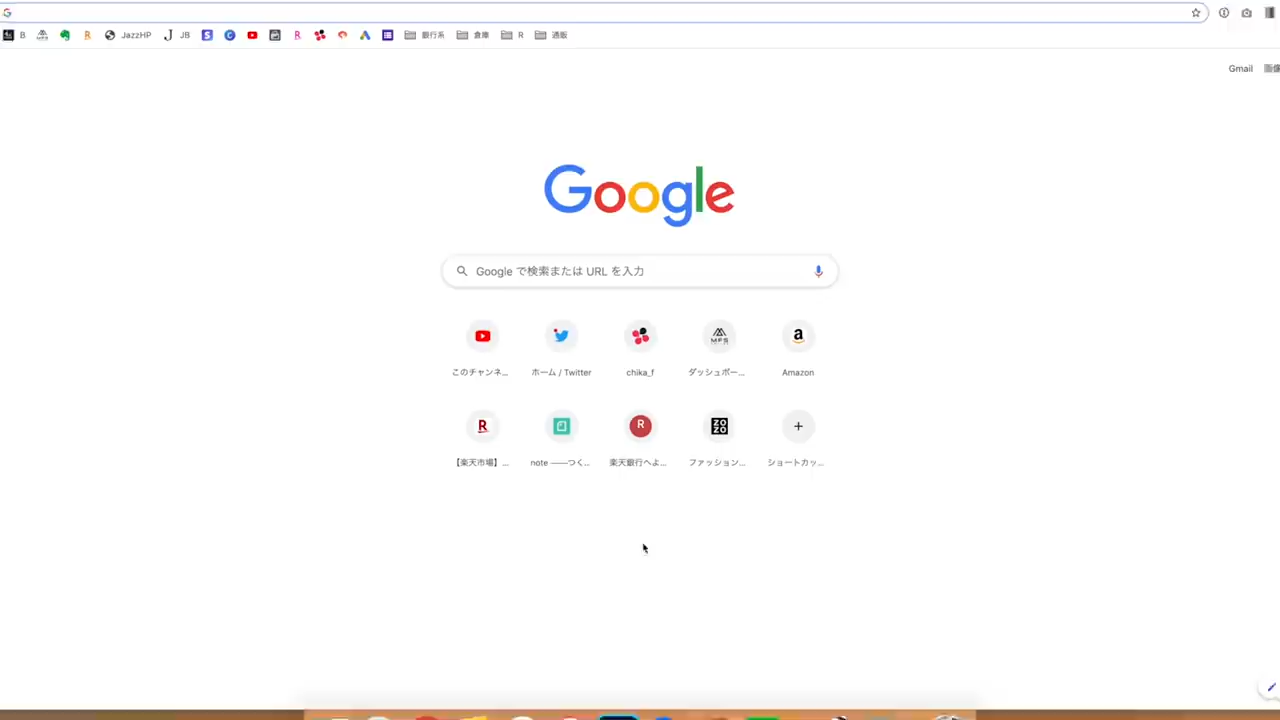 B JazzHP JB 銀行系 倉庫 R 通販
Gmail 画像
Google
Google で検索または URL を入力
このチャンネ... ホーム / Twitter chika_f ダッシュボー... Amazon
【楽天市場】... note ――つく... 楽天銀行へよ... ファッション... ショートカッ...